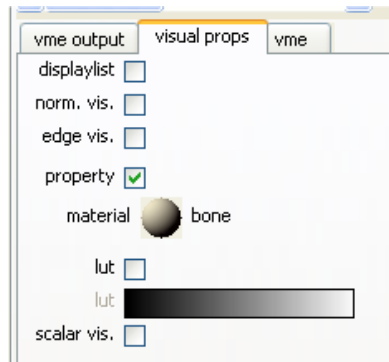 vme output visual props vme
displaylist
norm. vis.
edge vis.
property
material bone
lut
lut
scalar vis.